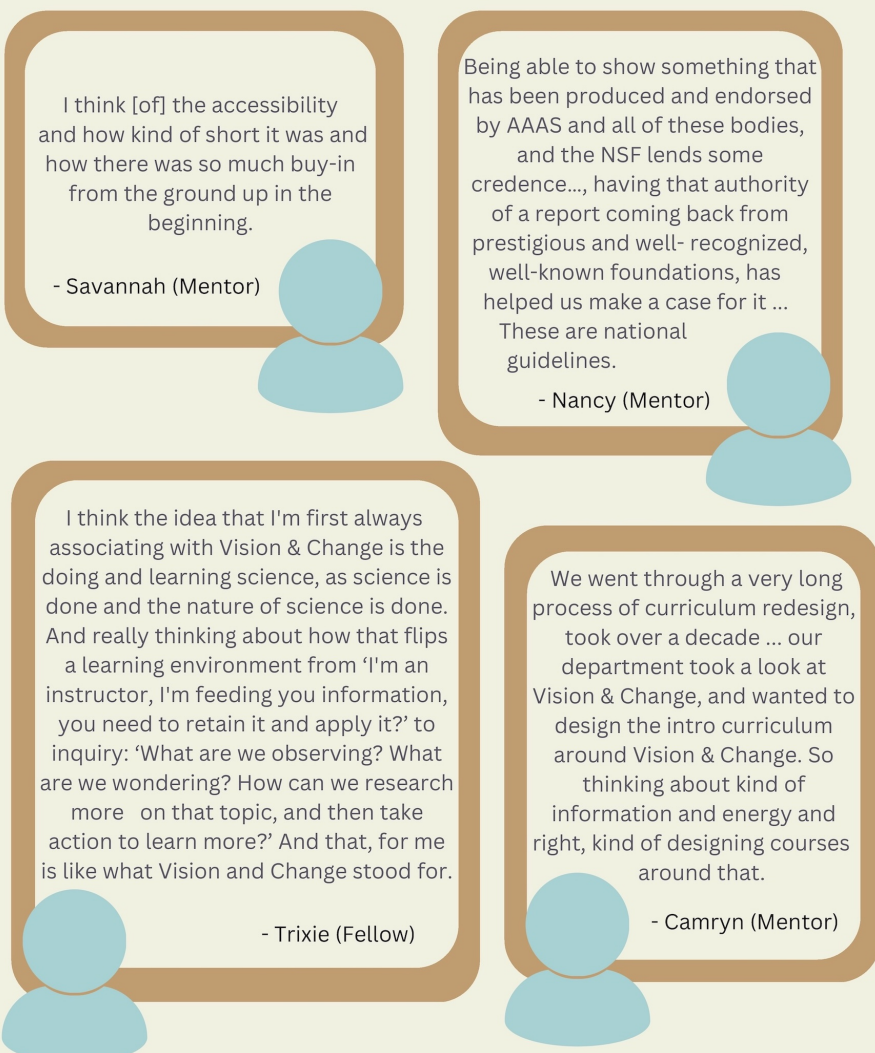 I think [of] the accessibility
and how kind of short it was and
how there was so much buy-in
from the ground up in the
beginning.
- Savannah (Mentor)
Being able to show something that
has been produced and endorsed
by AAAS and all of these bodies,
and the NSF lends some
credence..., having that authority
of a report coming back from
prestigious and well- recognized,
well-known foundations, has
helped us make a case for it ...
These are national
guidelines.
- Nancy (Mentor)
I think the idea that I'm first always
associating with Vision & Change is the
doing and learning science, as science is
done and the nature of science is done.
And really thinking about how that flips
a learning environment from ‘I'm an
instructor, I'm feeding you information,
you need to retain it and apply it?’ to
inquiry: ‘What are we observing? What
are we wondering? How can we research
more on that topic, and then take
action to learn more?’ And that, for me
is like what Vision and Change stood for.
- Trixie (Fellow)
We went through a very long
process of curriculum redesign,
took over a decade ... our
department took a look at
Vision & Change, and wanted to
design the intro curriculum
around Vision & Change. So
thinking about kind of
information and energy and
right, kind of designing courses
around that.
- Camryn (Mentor)